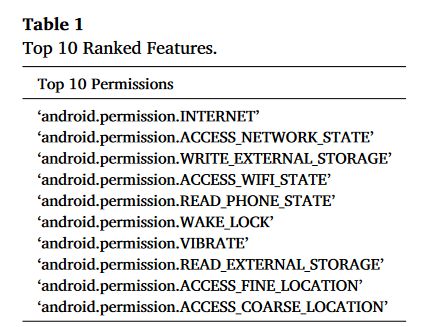 Table 1
Top 10 Ranked Features.
Top 10 Permissions
‘android.permission.INTERNET’
‘android.permission.ACCESS_NETWORK_STATE’
‘android.permission.WRITE_EXTERNAL_STORAGE’
‘android.permission.ACCESS_WIFI_STATE’
‘android.permission.READ_PHONE_STATE’
‘android.permission.WAKE_LOCK’
‘android.permission.VIBRATE’
‘android.permission.READ_EXTERNAL_STORAGE’
‘android.permission.ACCESS_FINE_LOCATION’
‘android.permission.ACCESS_COARSE_LOCATION’